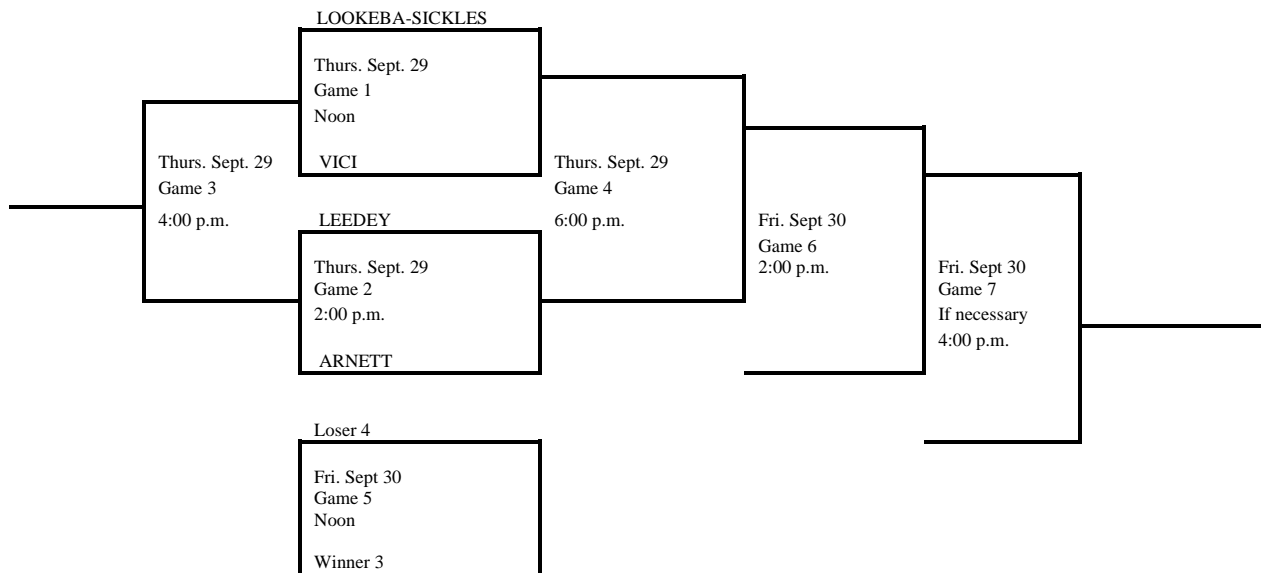 LOOKEBA-SICKLES
Thurs. Sept. 29
Game 1
Noon
VICI
Thurs. Sept. 29
Game 3
4:00 p.m.
LEEDEY
Thurs. Sept. 29
Game 2
2:00 p.m.
ARNETT
Thurs. Sept. 29
Game 4
6:00 p.m.
Fri. Sept 30
Game 6
2:00 p.m.
Fri. Sept 30
Game 7
If necessary
4:00 p.m.
Loser 4
Fri. Sept 30
Game 5
Noon
Winner 3